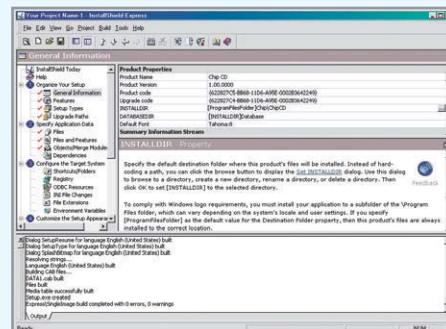 Your Project Name-1 - InstallShield Express
File Edit View Go Project Build Tools Help
General Information
InstallShield Today
Help
Organize Your Setup
General Information
Features
Setup Types
Upgrade Paths
Specify Application Data
Files
Files and Features
Objects/Merge Module
Dependencies
Configure the Target System
Shortcuts/Folders
Registry
ODBC Resources
INI File Changes
File Extensions
Environment Variables
Customize the Setup Appearan
Product Properties
Product Name Chip CD
Product Version 1.00.0000
Product code
Upgrade code
INSTALLDIR [ProgramFilesFolder]Key\ChipCD
DATABASEDIR [INSTALLDIR]Database
Default Font Tahoma:8
Summary Information Stream
INSTALLDIR Property
Specify the default destination folder where this product's files will be installed. Instead of hard-
coding a path, you can click the browse button to display the Set INSTALLDIR dialog. Use this dialog
to browse to a directory, create a new directory, rename a directory, or delete a directory. Then
click OK to set [INSTALLDIR] to the selected directory.
Feedback
To comply with Windows logo requirements, you must install your application to a subfolder of the \Program
Files folder, which can vary depending on the system's locale and user settings. If you specify
[ProgramFilesFolder] as the default value for the Destination Folder property, then this product's files are always
installed to the correct location.
Dialog SetupResume for language English (United States) built
Dialog SetupType for language English (United States) built
Dialog SplashBitmap for language English (United States) built
Resolving strings...
Language English (United States) built
Building CAB files...
DATA1.cab built
Files built
Media table successfully built
Setup.exe created
Express\SingleImage build completed with 0 errors, 0 warnings
Output
Ready
NUM